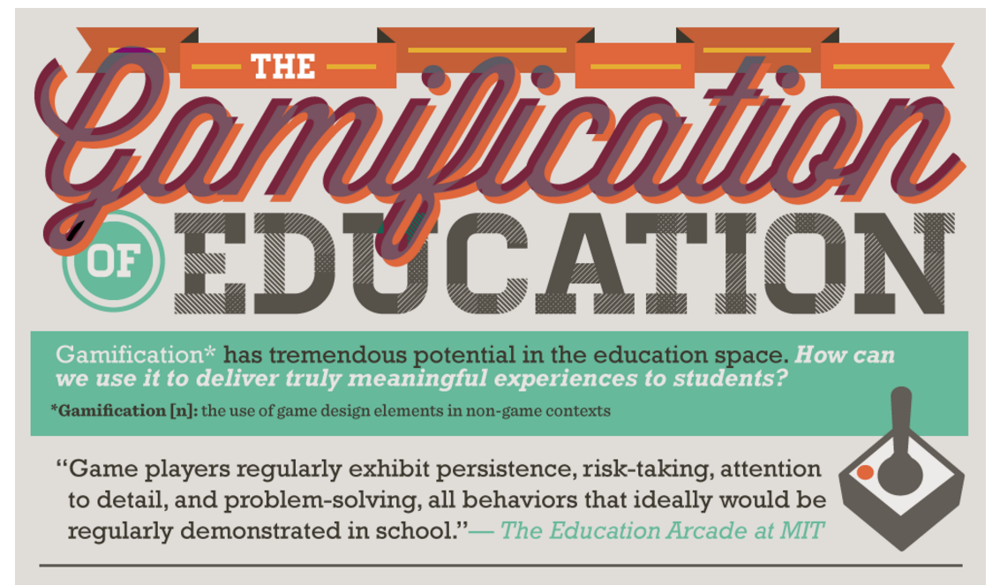 THE
Gamification
OF EDUCATION
Gamification* has tremendous potential in the education space. How can
we use it to deliver truly meaningful experiences to students?
*Gamification [n]: the use of game design elements in non-game contexts
“Game players regularly exhibit persistence, risk-taking, attention
to detail, and problem-solving, all behaviors that ideally would be
regularly demonstrated in school.”— The Education Arcade at MIT